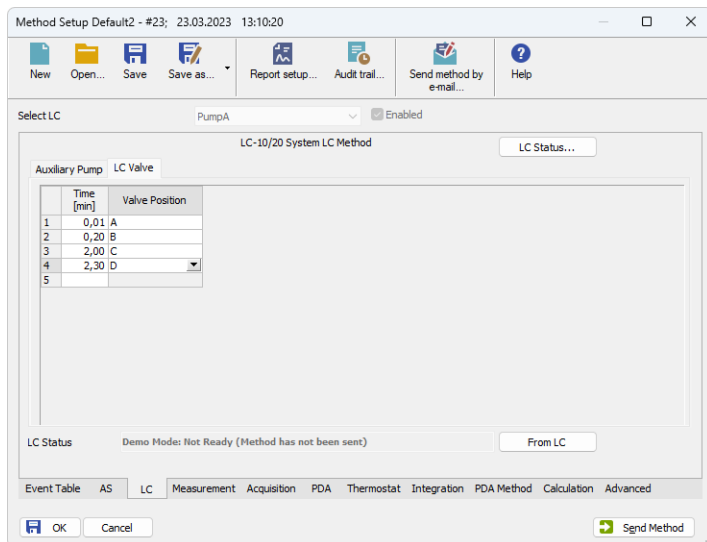 Method Setup Default2 - #23; 23.03.2023 13:10:20
New Open... Save Save as... Report setup... Audit trail... Send method by e-mail... Help
Select LC PumpA Enabled
LC-10/20 System LC Method LC Status...
Auxiliary Pump LC Valve
Time [min] Valve Position
1 0,01 A
2 0,20 B
3 2,00 C
4 2,30 D
5
LC Status Demo Mode: Not Ready (Method has not been sent) From LC
Event Table AS LC Measurement Acquisition PDA Thermostat Integration PDA Method Calculation Advanced
OK Cancel Send Method